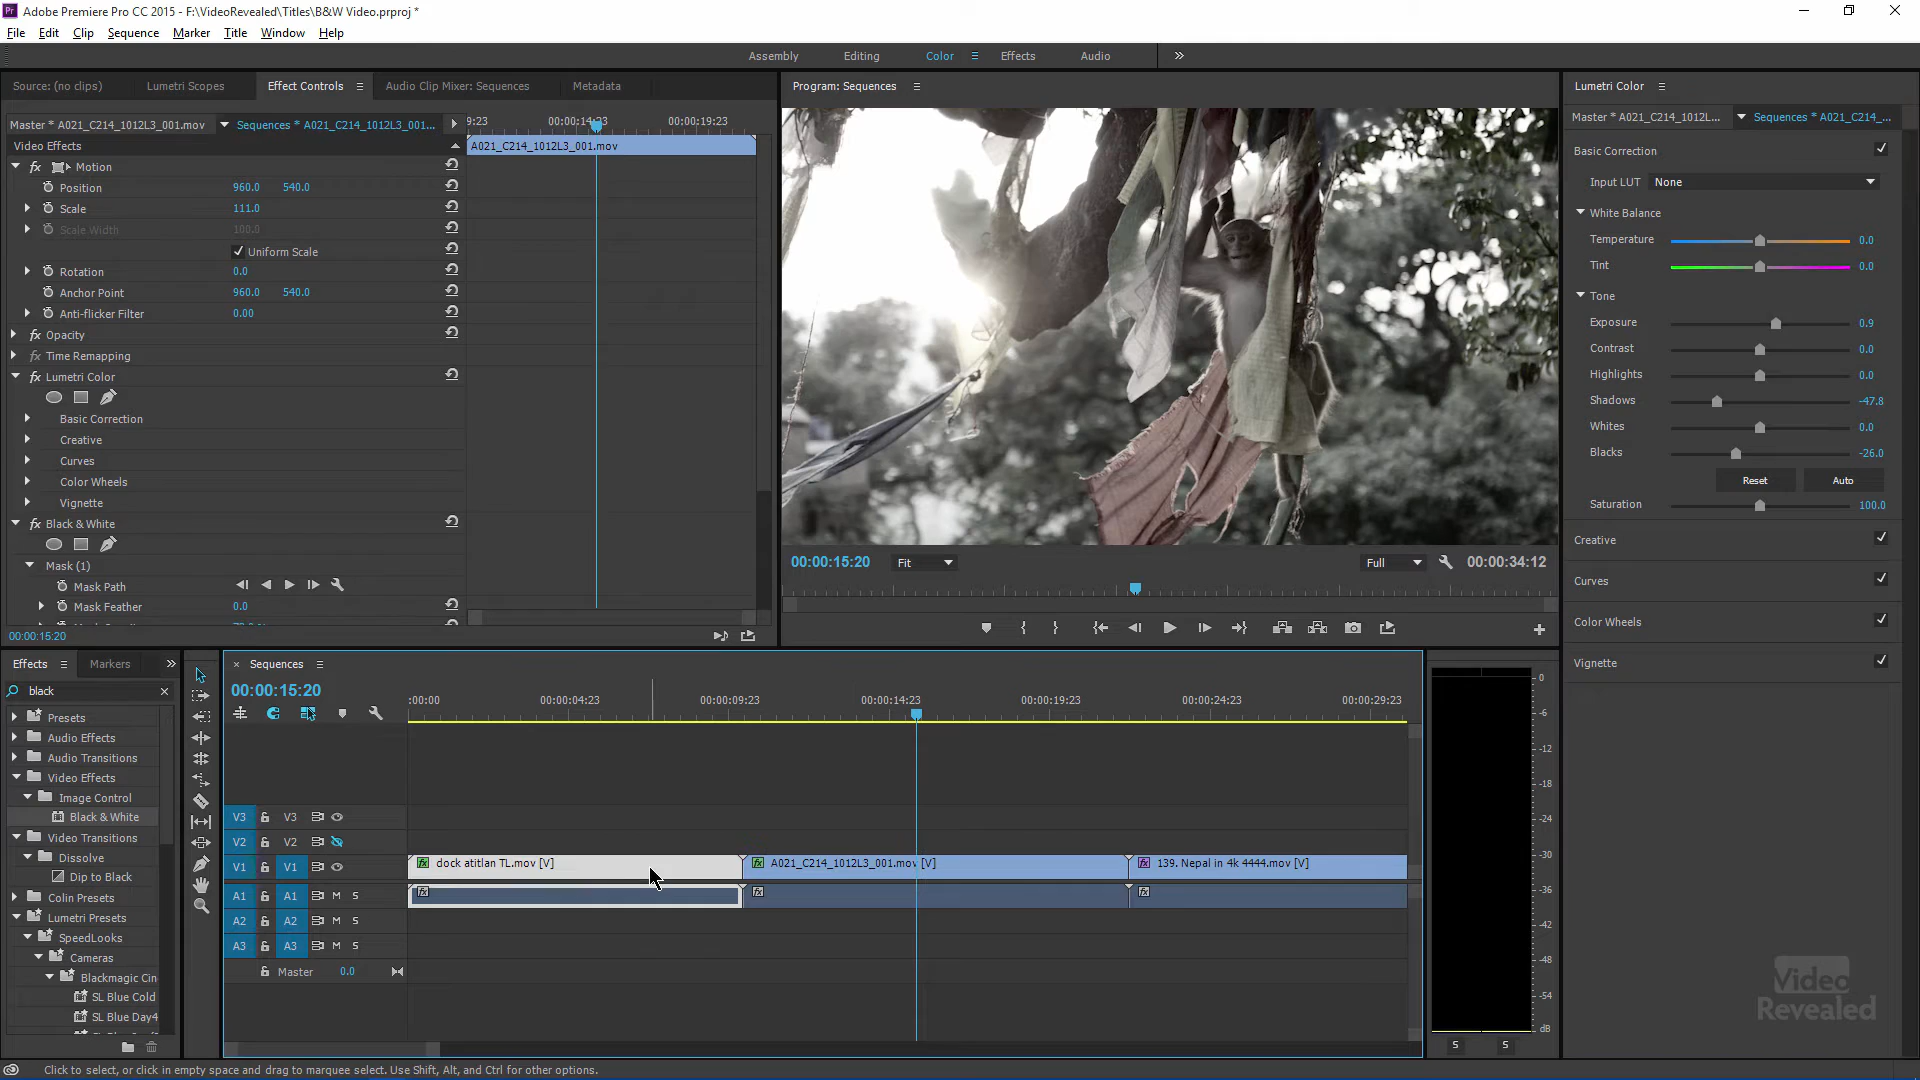 Adobe Premiere Pro CC 2015 - F:\VideoRevealed\Titles\B&W Video.prproj *
File Edit Clip Sequence Marker Title Window Help
Assembly Editing Color Effects Audio
Source: (no clips) Lumetri Scopes Effect Controls Audio Clip Mixer: Sequences Metadata
Master * A021_C214_1012L3_001.mov Sequences * A021_C214_1012L3_001...
9:23 00:00:14:23 00:00:19:23
Video Effects
A021_C214_1012L3_001.mov
fx Motion
Position 960.0 540.0
Scale 111.0
Scale Width 100.0
Uniform Scale
Rotation 0.0
Anchor Point 960.0 540.0
Anti-flicker Filter 0.00
fx Opacity
fx Time Remapping
fx Lumetri Color
Basic Correction
Creative
Curves
Color Wheels
Vignette
fx Black & White
Mask (1)
Mask Path
Mask Feather 0.0
00:00:15:20
Program: Sequences
00:00:15:20 Fit Full 00:00:34:12
Lumetri Color
Master * A021_C214_1012L... Sequences * A021_C214_...
Basic Correction
Input LUT None
White Balance
Temperature 0.0
Tint 0.0
Tone
Exposure 0.9
Contrast 0.0
Highlights 0.0
Shadows -47.8
Whites 0.0
Blacks -26.0
Reset Auto
Saturation 100.0
Creative
Curves
Color Wheels
Vignette
Effects Markers
black
Presets
Audio Effects
Audio Transitions
Video Effects
Image Control
Black & White
Video Transitions
Dissolve
Dip to Black
Colin Presets
Lumetri Presets
SpeedLooks
Cameras
Blackmagic Cin
SL Blue Cold
SL Blue Day4
Sequences
00:00:15:20
:00:00 00:00:04:23 00:00:09:23 00:00:14:23 00:00:19:23 00:00:24:23 00:00:29:23
V3 V3
V2 V2
V1 V1 fx dock atitlan TL.mov [V] fx A021_C214_1012L3_001.mov [V] fx 139. Nepal in 4k 4444.mov [V]
A1 A1 M S fx fx fx
A2 A2 M S
A3 A3 M S
Master 0.0
0
-6
-12
-18
-24
-30
-36
-42
-48
-54
dB
S S
Video
Revealed
Click to select, or click in empty space and drag to marquee select. Use Shift, Alt, and Ctrl for other options.